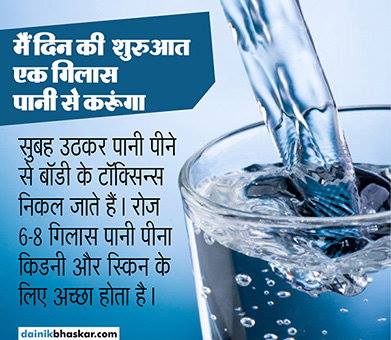 मैं दिन की शुरुआत
एक गिलास
पानी से करूंगा
सुबह उठकर पानी पीने
से बॉडी के टॉक्सिन्स
निकल जाते हैं। रोज
6-8 गिलास पानी पीना
किडनी और स्किन के
लिए अच्छा होता है।
dainikbhaskar.com